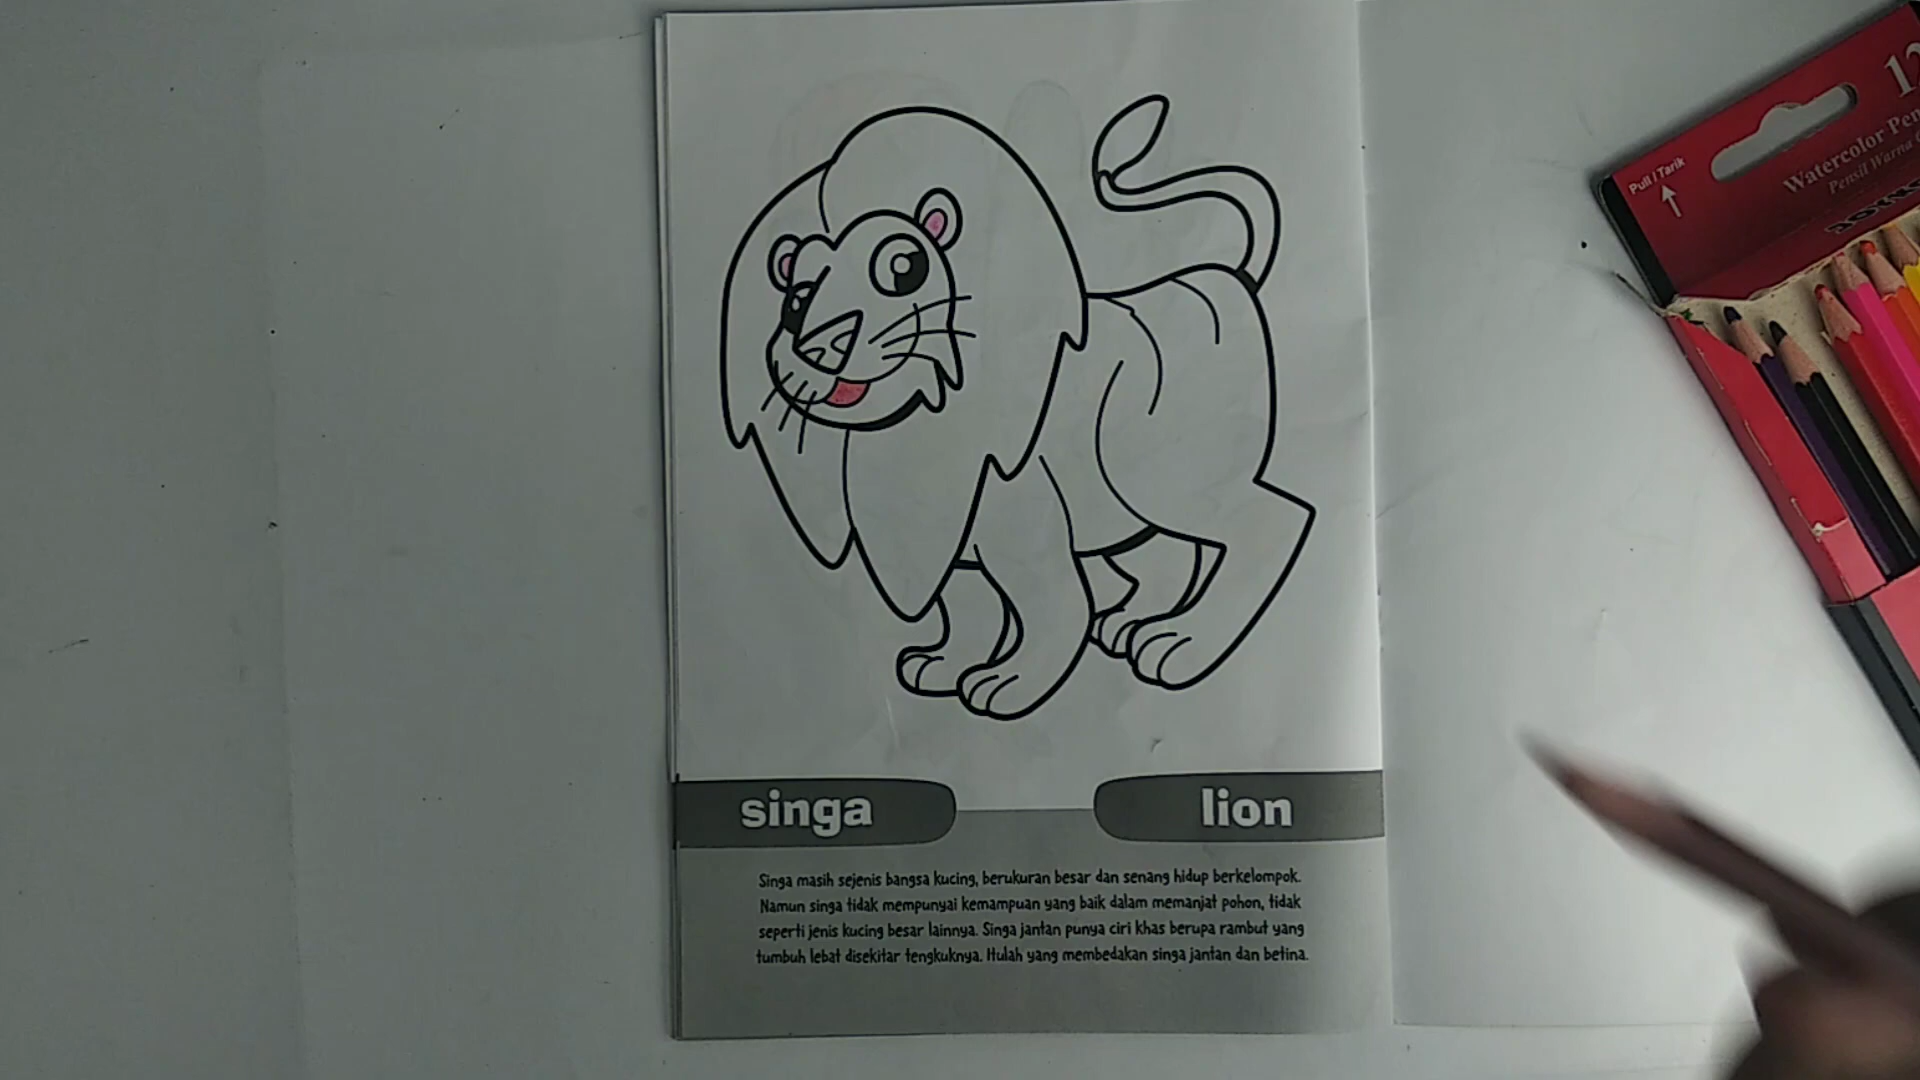 12
Pull / Tarik
Watercolor Pen
Pensil Warna
singa
lion
Singa masih sejenis bangsa kucing, berukuran besar dan senang hidup berkelompok.
Namun singa tidak mempunyai kemampuan yang baik dalam memanjat pohon, tidak
seperti jenis kucing besar lainnya. Singa jantan punya ciri khas berupa rambut yang
tumbuh lebat disekitar tengkuknya. Itulah yang membedakan singa jantan dan betina.